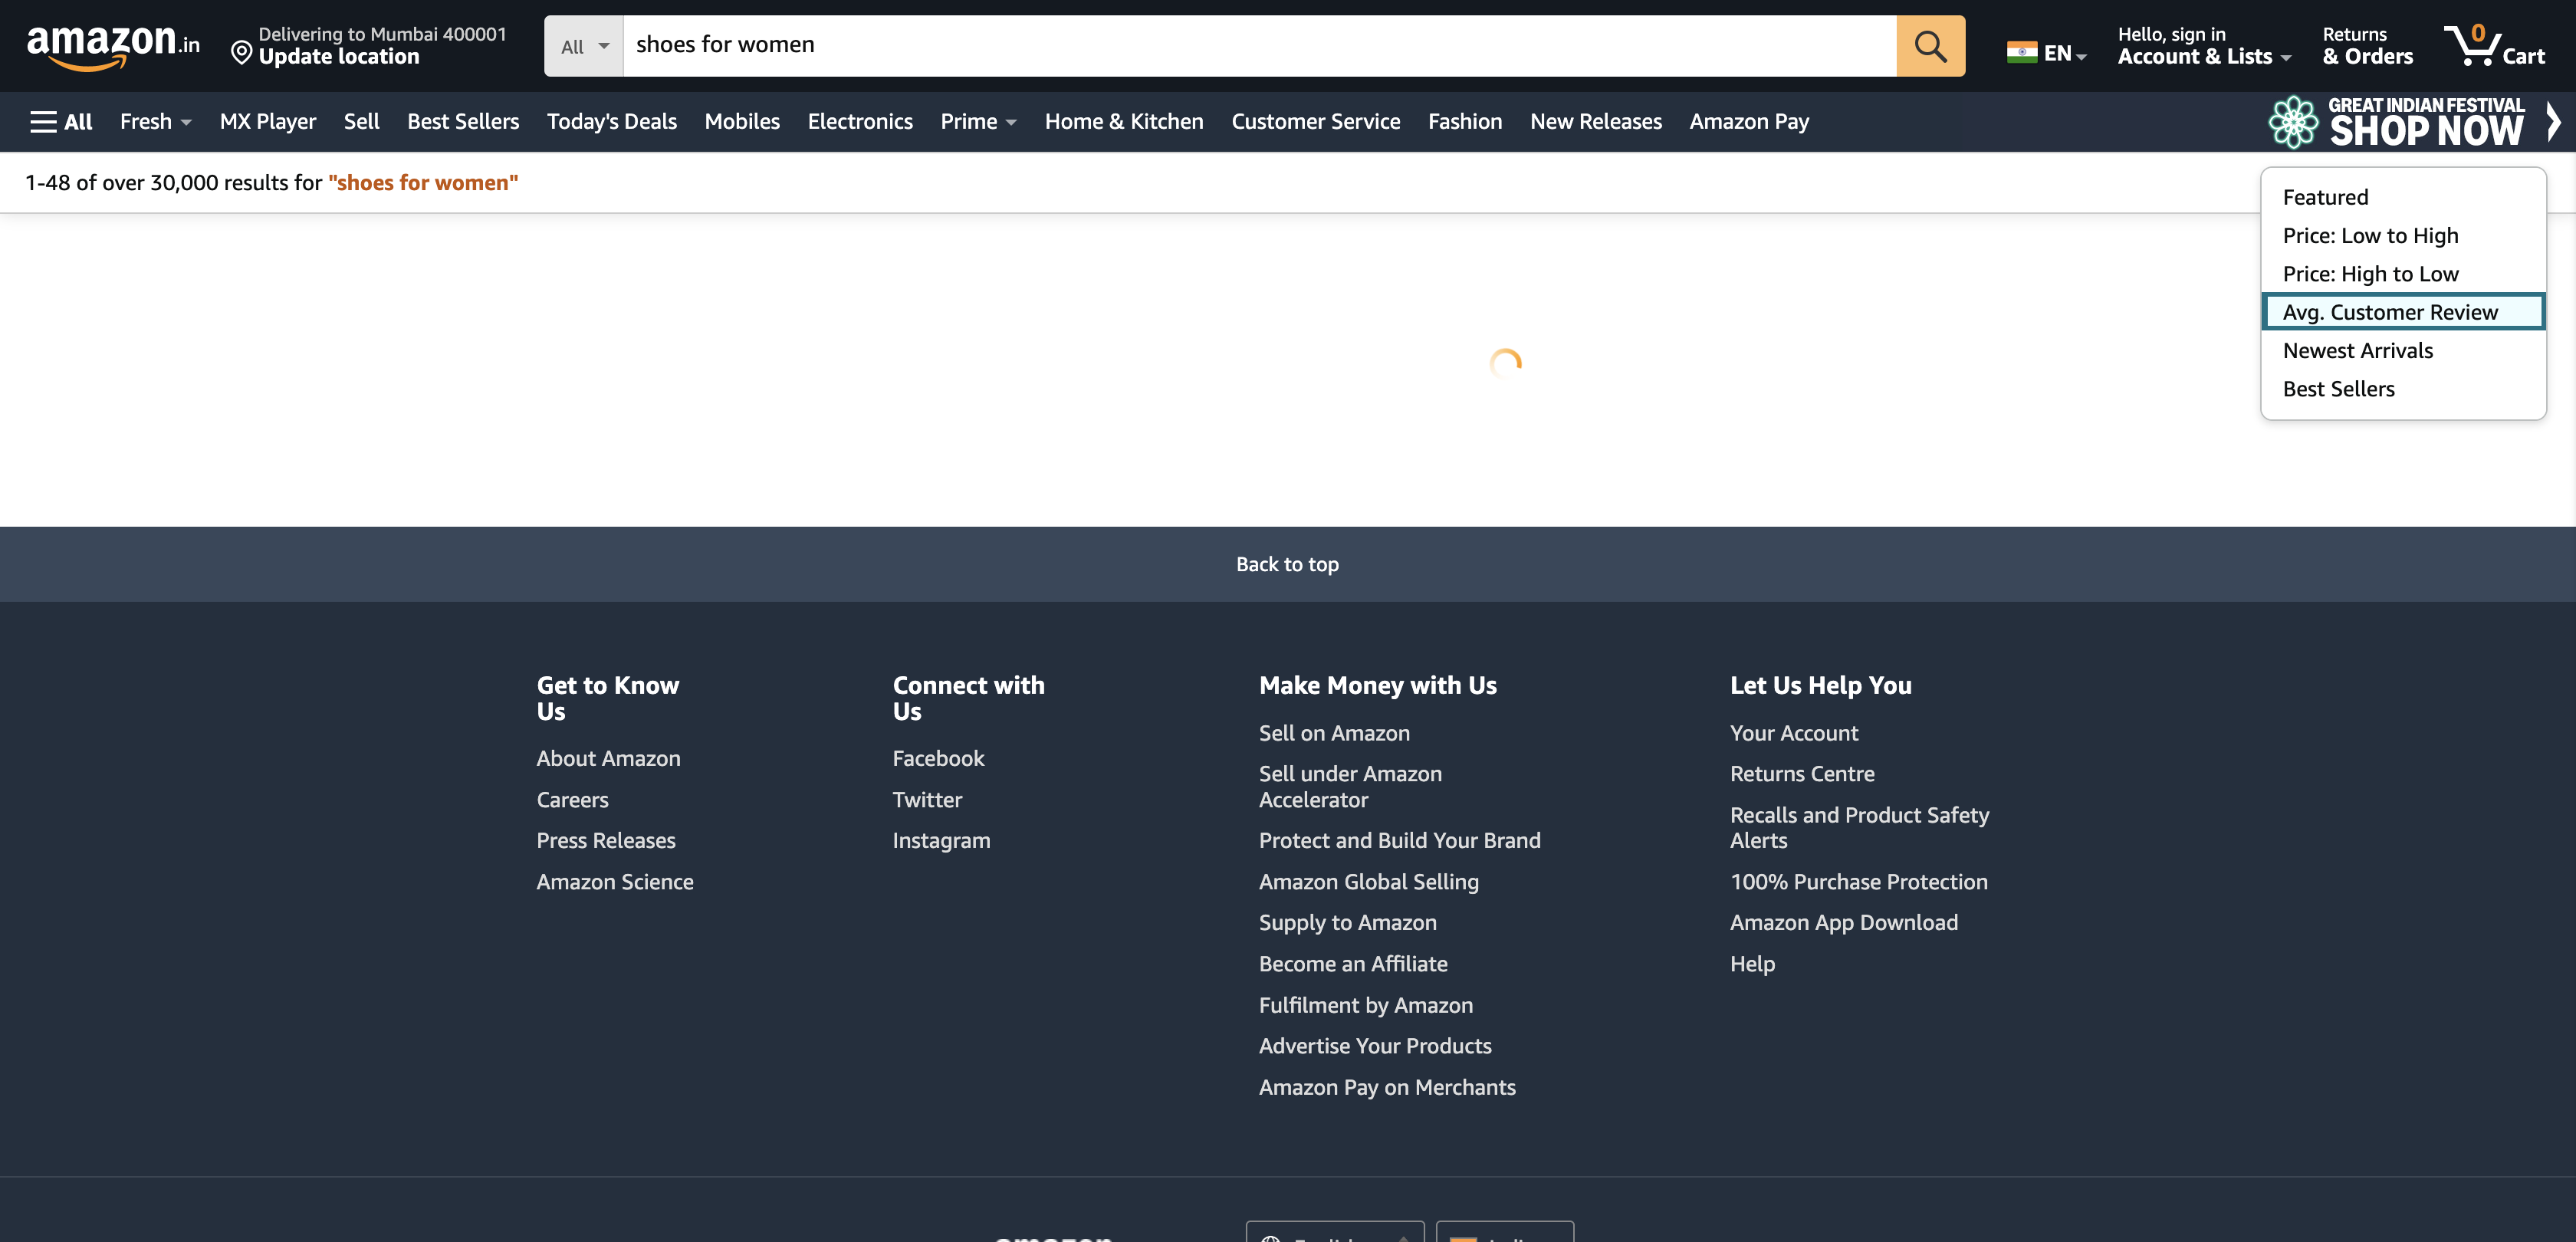 amazon.in
Delivering to Mumbai 400001
Update location
All
shoes for women
EN
Hello, sign in
Account & Lists
Returns
& Orders
0
Cart
All
Fresh
MX Player
Sell
Best Sellers
Today's Deals
Mobiles
Electronics
Prime
Home & Kitchen
Customer Service
Fashion
New Releases
Amazon Pay
GREAT INDIAN FESTIVAL
SHOP NOW
1-48 of over 30,000 results for "shoes for women"
Featured
Price: Low to High
Price: High to Low
Avg. Customer Review
Newest Arrivals
Best Sellers
Back to top
Get to Know
Us
About Amazon
Careers
Press Releases
Amazon Science
Connect with
Us
Facebook
Twitter
Instagram
Make Money with Us
Sell on Amazon
Sell under Amazon
Accelerator
Protect and Build Your Brand
Amazon Global Selling
Supply to Amazon
Become an Affiliate
Fulfilment by Amazon
Advertise Your Products
Amazon Pay on Merchants
Let Us Help You
Your Account
Returns Centre
Recalls and Product Safety
Alerts
100% Purchase Protection
Amazon App Download
Help